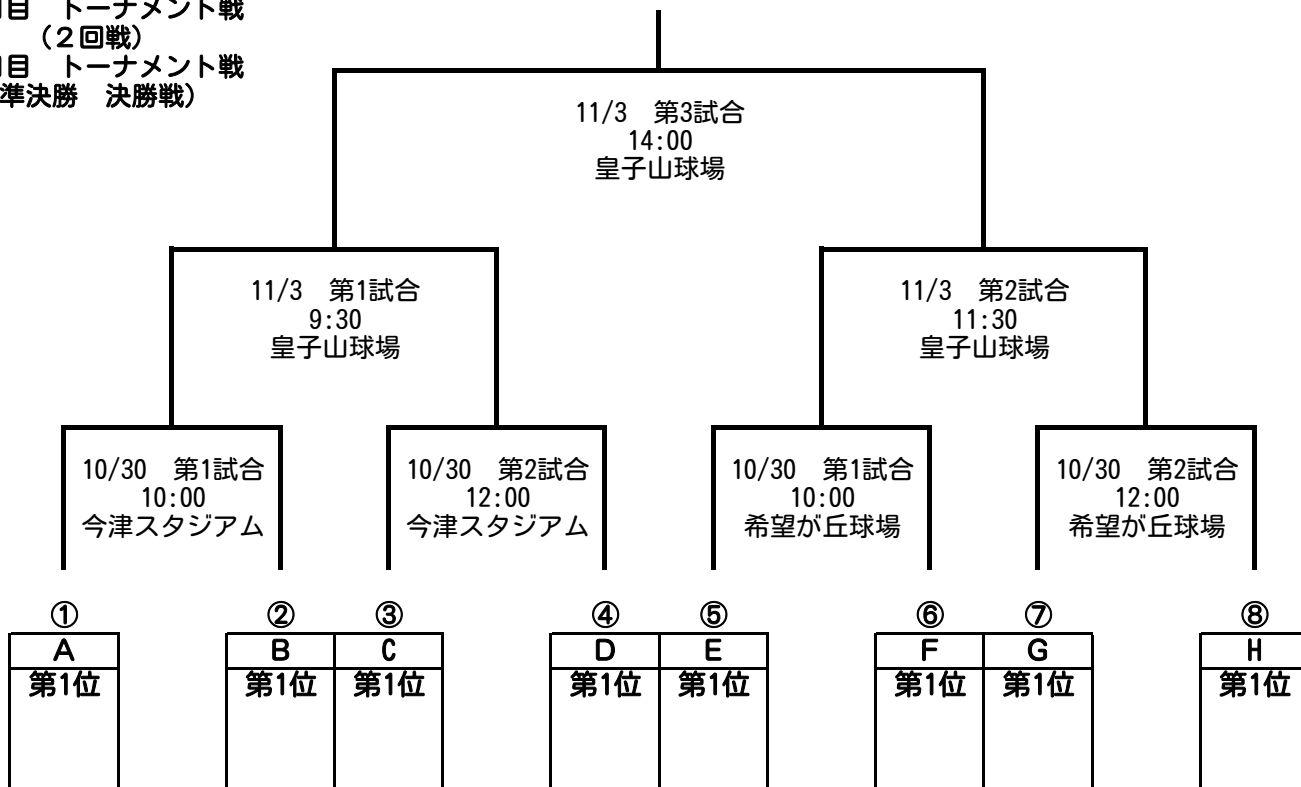 目　トーナメント戦
（２回戦）
目　トーナメント戦
準決勝　決勝戦）
11/3　第3試合
14:00
皇子山球場
11/3　第1試合
9:30
皇子山球場
11/3　第2試合
11:30
皇子山球場
10/30　第1試合
10:00
今津スタジアム
10/30　第2試合
12:00
今津スタジアム
10/30　第1試合
10:00
希望が丘球場
10/30　第2試合
12:00
希望が丘球場
① ② ③ ④ ⑤ ⑥ ⑦ ⑧
A B C D E F G H
第1位 第1位 第1位 第1位 第1位 第1位 第1位 第1位